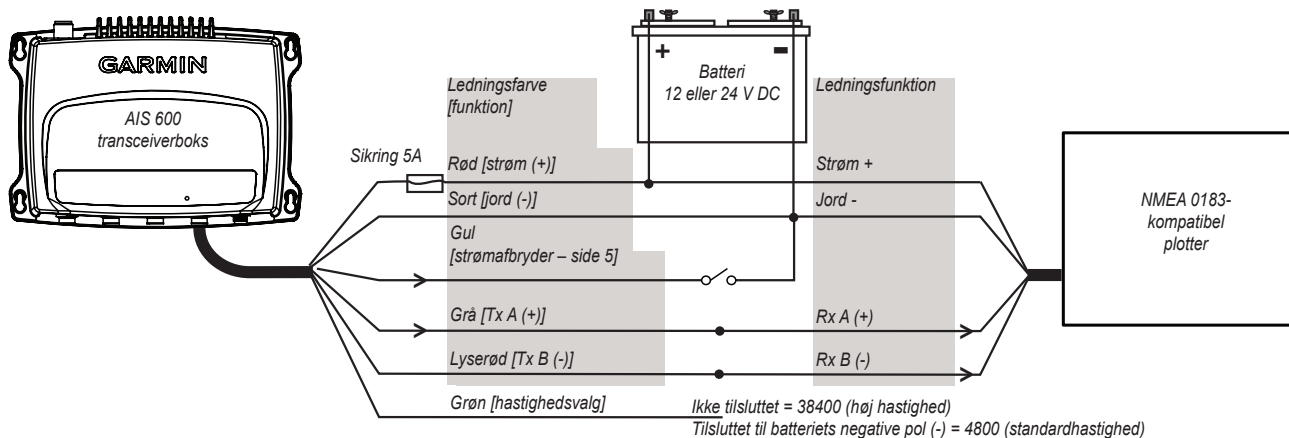 GARMIN
AIS 600
transceiverboks
Sikring 5A
Ledningsfarve
[funktion]
Rød [strøm (+)]
Sort [jord (-)]
Gul
[strømafbryder – side 5]
Grå [Tx A (+)]
Lyserød [Tx B (-)]
Grøn [hastighedsvalg]
+ -
Batteri
12 eller 24 V DC
Ledningsfunktion
Strøm +
Jord -
Rx A (+)
Rx B (-)
Ikke tilsluttet = 38400 (høj hastighed)
Tilsluttet til batteriets negative pol (-) = 4800 (standardhastighed)
NMEA 0183-
kompatibel
plotter